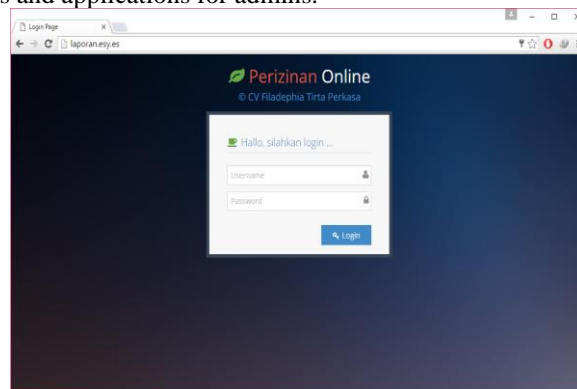 s and applications for admins.
Login Page
laporan.esy.es
Perizinan Online
© CV Filadephia Tirta Perkasa
Hallo, silahkan login ...
Username
Password
Login